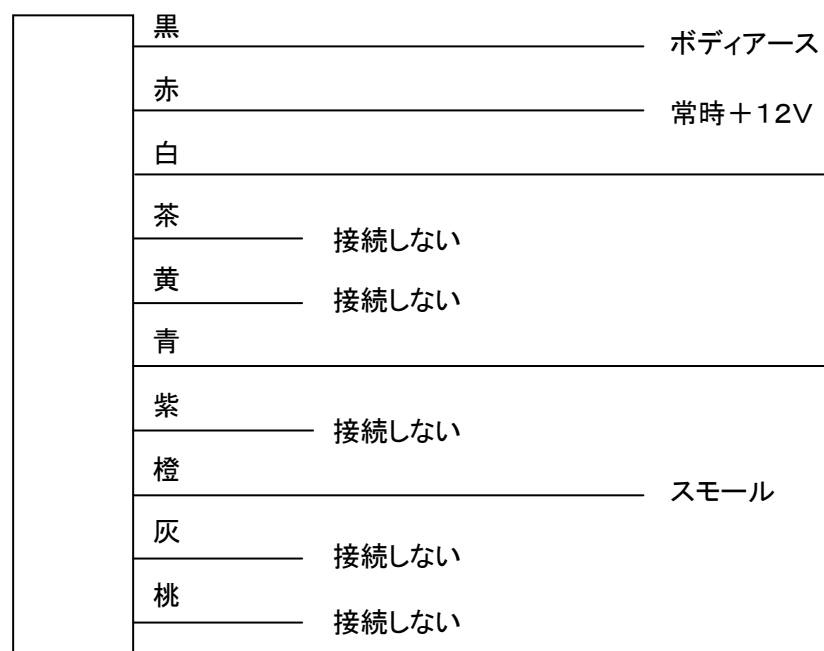 黒
ボディアース
赤
常時＋12V
白
茶
接続しない
黄
接続しない
青
紫
接続しない
橙
スモール
灰
接続しない
桃
接続しない